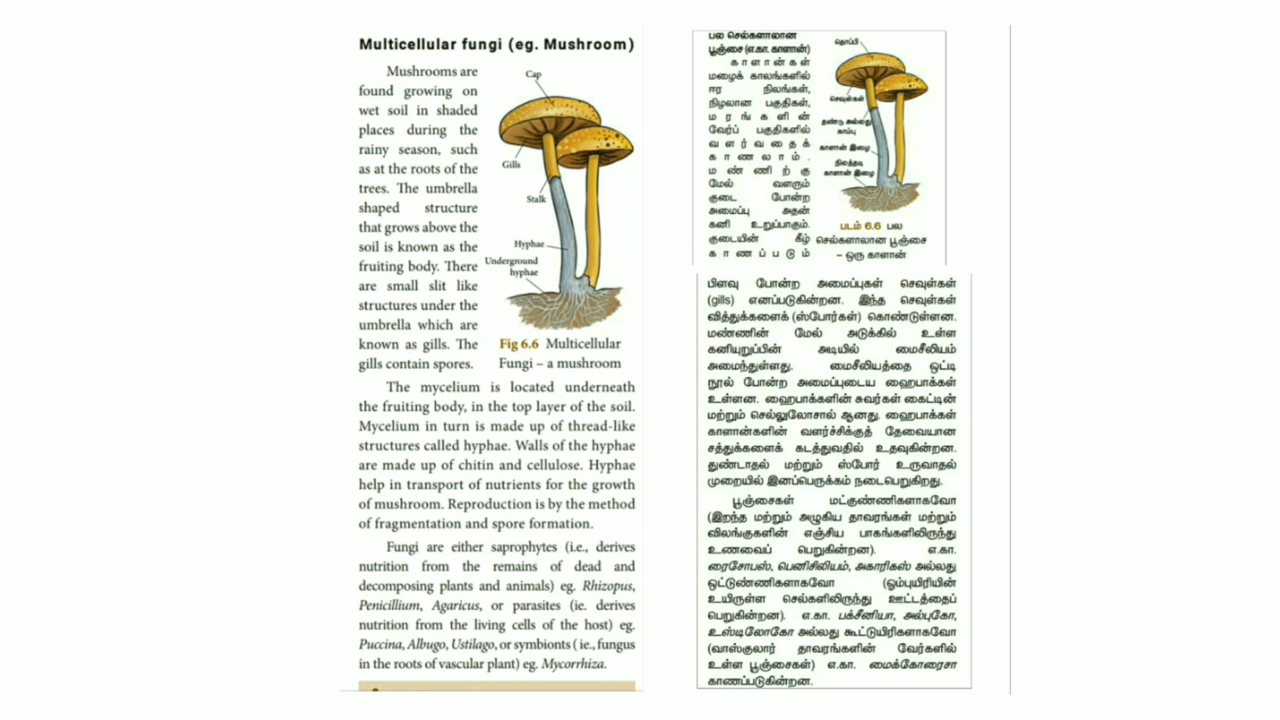 Multicellular fungi (eg. Mushroom)
Mushrooms are
found growing on
wet soil in shaded
places during the
rainy season, such
as at the roots of the
trees. The umbrella
shaped structure
that grows above the
soil is known as the
fruiting body. There
are small slit like
structures under the
umbrella which are
known as gills. The
gills contain spores.
Cap
Gills
Stalk
Hyphae
Underground
hyphae
Fig 6.6 Multicellular
Fungi – a mushroom
The mycelium is located underneath
the fruiting body, in the top layer of the soil.
Mycelium in turn is made up of thread-like
structures called hyphae. Walls of the hyphae
are made up of chitin and cellulose. Hyphae
help in transport of nutrients for the growth
of mushroom. Reproduction is by the method
of fragmentation and spore formation.
Fungi are either saprophytes (i.e., derives
nutrition from the remains of dead and
decomposing plants and animals) eg. Rhizopus,
Penicillium, Agaricus, or parasites (ie. derives
nutrition from the living cells of the host) eg.
Puccina, Albugo, Ustilago, or symbionts ( ie., fungus
in the roots of vascular plant) eg. Mycorrhiza.
பல செல்களாலான
பூஞ்சை (எ.கா. காளான்)
காளான்கள்
மழைக் காலங்களில்
ஈர நிலங்கள்,
நிழலான பகுதிகள்,
மரங்களின்
வேர்ப் பகுதிகளில்
வளர்வதைக்
காணலாம்.
மண்ணிற்கு
மேல் வளரும்
குடை போன்ற
அமைப்பு அதன்
கனி உறுப்பாகும்.
குடையின் கீழ்
காணப்படும்
தொப்பி
செவுள்கள்
தண்டு அல்லது
காம்பு
காளான் இழை
நிலத்தடி
காளான் இழை
படம் 6.6 பல
செல்களாலான பூஞ்சை
– ஒரு காளான்
பிளவு போன்ற அமைப்புகள் செவுள்கள்
(gills) எனப்படுகின்றன. இந்த செவுள்கள்
வித்துக்களைக் (ஸ்போர்கள்) கொண்டுள்ளன.
மண்ணின் மேல் அடுக்கில் உள்ள
கனியுறுப்பின் அடியில் மைசீலியம்
அமைந்துள்ளது. மைசீலியத்தை ஒட்டி
நூல் போன்ற அமைப்புடைய ஹைபாக்கள்
உள்ளன. ஹைபாக்களின் சுவர்கள் கைட்டின்
மற்றும் செல்லுலோசால் ஆனது. ஹைபாக்கள்
காளான்களின் வளர்ச்சிக்குத் தேவையான
சத்துக்களைக் கடத்துவதில் உதவுகின்றன.
துண்டாதல் மற்றும் ஸ்போர் உருவாதல்
முறையில் இனப்பெருக்கம் நடைபெறுகிறது.
பூஞ்சைகள் மட்குண்ணிகளாகவோ
(இறந்த மற்றும் அழுகிய தாவரங்கள் மற்றும்
விலங்குகளின் எஞ்சிய பாகங்களிலிருந்து
உணவைப் பெறுகின்றன). எ.கா.
ரைசோபஸ், பெனிசிலியம், அகாரிகஸ் அல்லது
ஒட்டுண்ணிகளாகவோ (ஓம்புயிரியின்
உயிருள்ள செல்களிலிருந்து ஊட்டத்தைப்
பெறுகின்றன). எ.கா. பக்சீனியா, அல்புகோ,
உஸ்டிலோகோ அல்லது கூட்டுயிரிகளாகவோ
(வாஸ்குலார் தாவரங்களின் வேர்களில்
உள்ள பூஞ்சைகள்) எ.கா. மைக்கோரைசா
காணப்படுகின்றன.